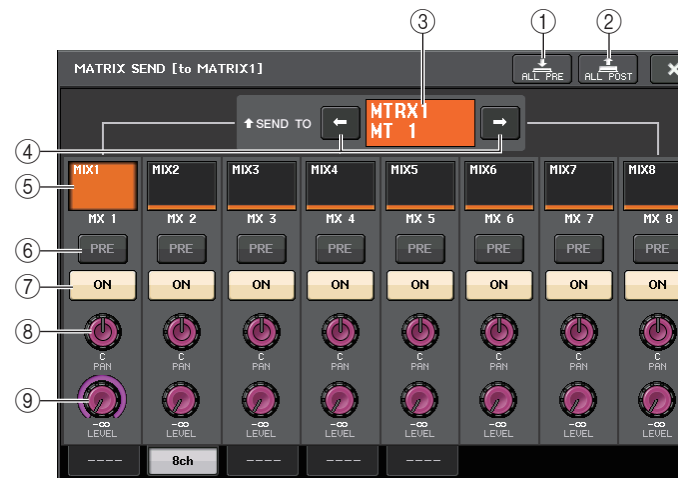 ③ ① ②
MATRIX SEND [to MATRIX1] ALL PRE ALL POST ×
SEND TO MTRX1
MT 1
④
⑤ MIX1 MIX2 MIX3 MIX4 MIX5 MIX6 MIX7 MIX8
MX 1 MX 2 MX 3 MX 4 MX 5 MX 6 MX 7 MX 8
⑥ PRE PRE PRE PRE PRE PRE PRE PRE
⑦ ON ON ON ON ON ON ON ON
⑧ C C C C C C C C
PAN PAN PAN PAN PAN PAN PAN PAN
⑨ -∞ -∞ -∞ -∞ -∞ -∞ -∞ -∞
LEVEL LEVEL LEVEL LEVEL LEVEL LEVEL LEVEL LEVEL
---- 8ch ---- ---- ----